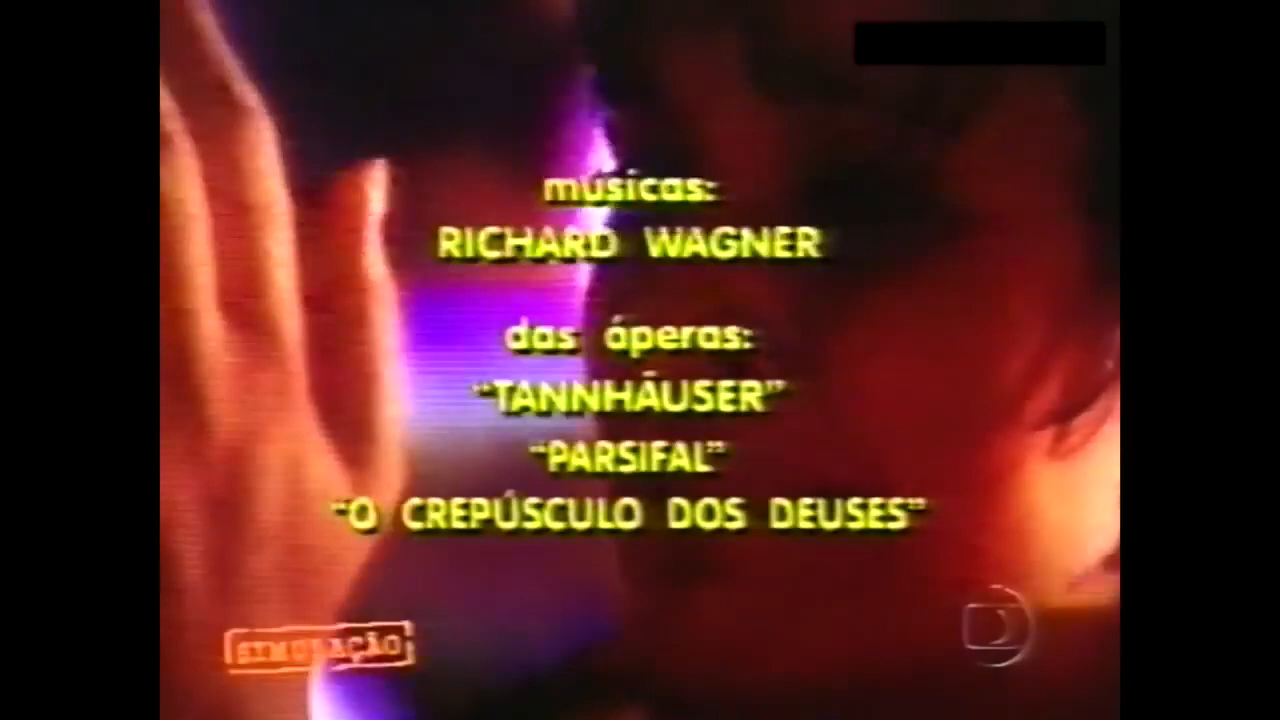 músicas:
RICHARD WAGNER
das óperas:
"TANNHÄUSER"
"PARSIFAL"
"O CREPÚSCULO DOS DEUSES"
SIMULAÇÃO